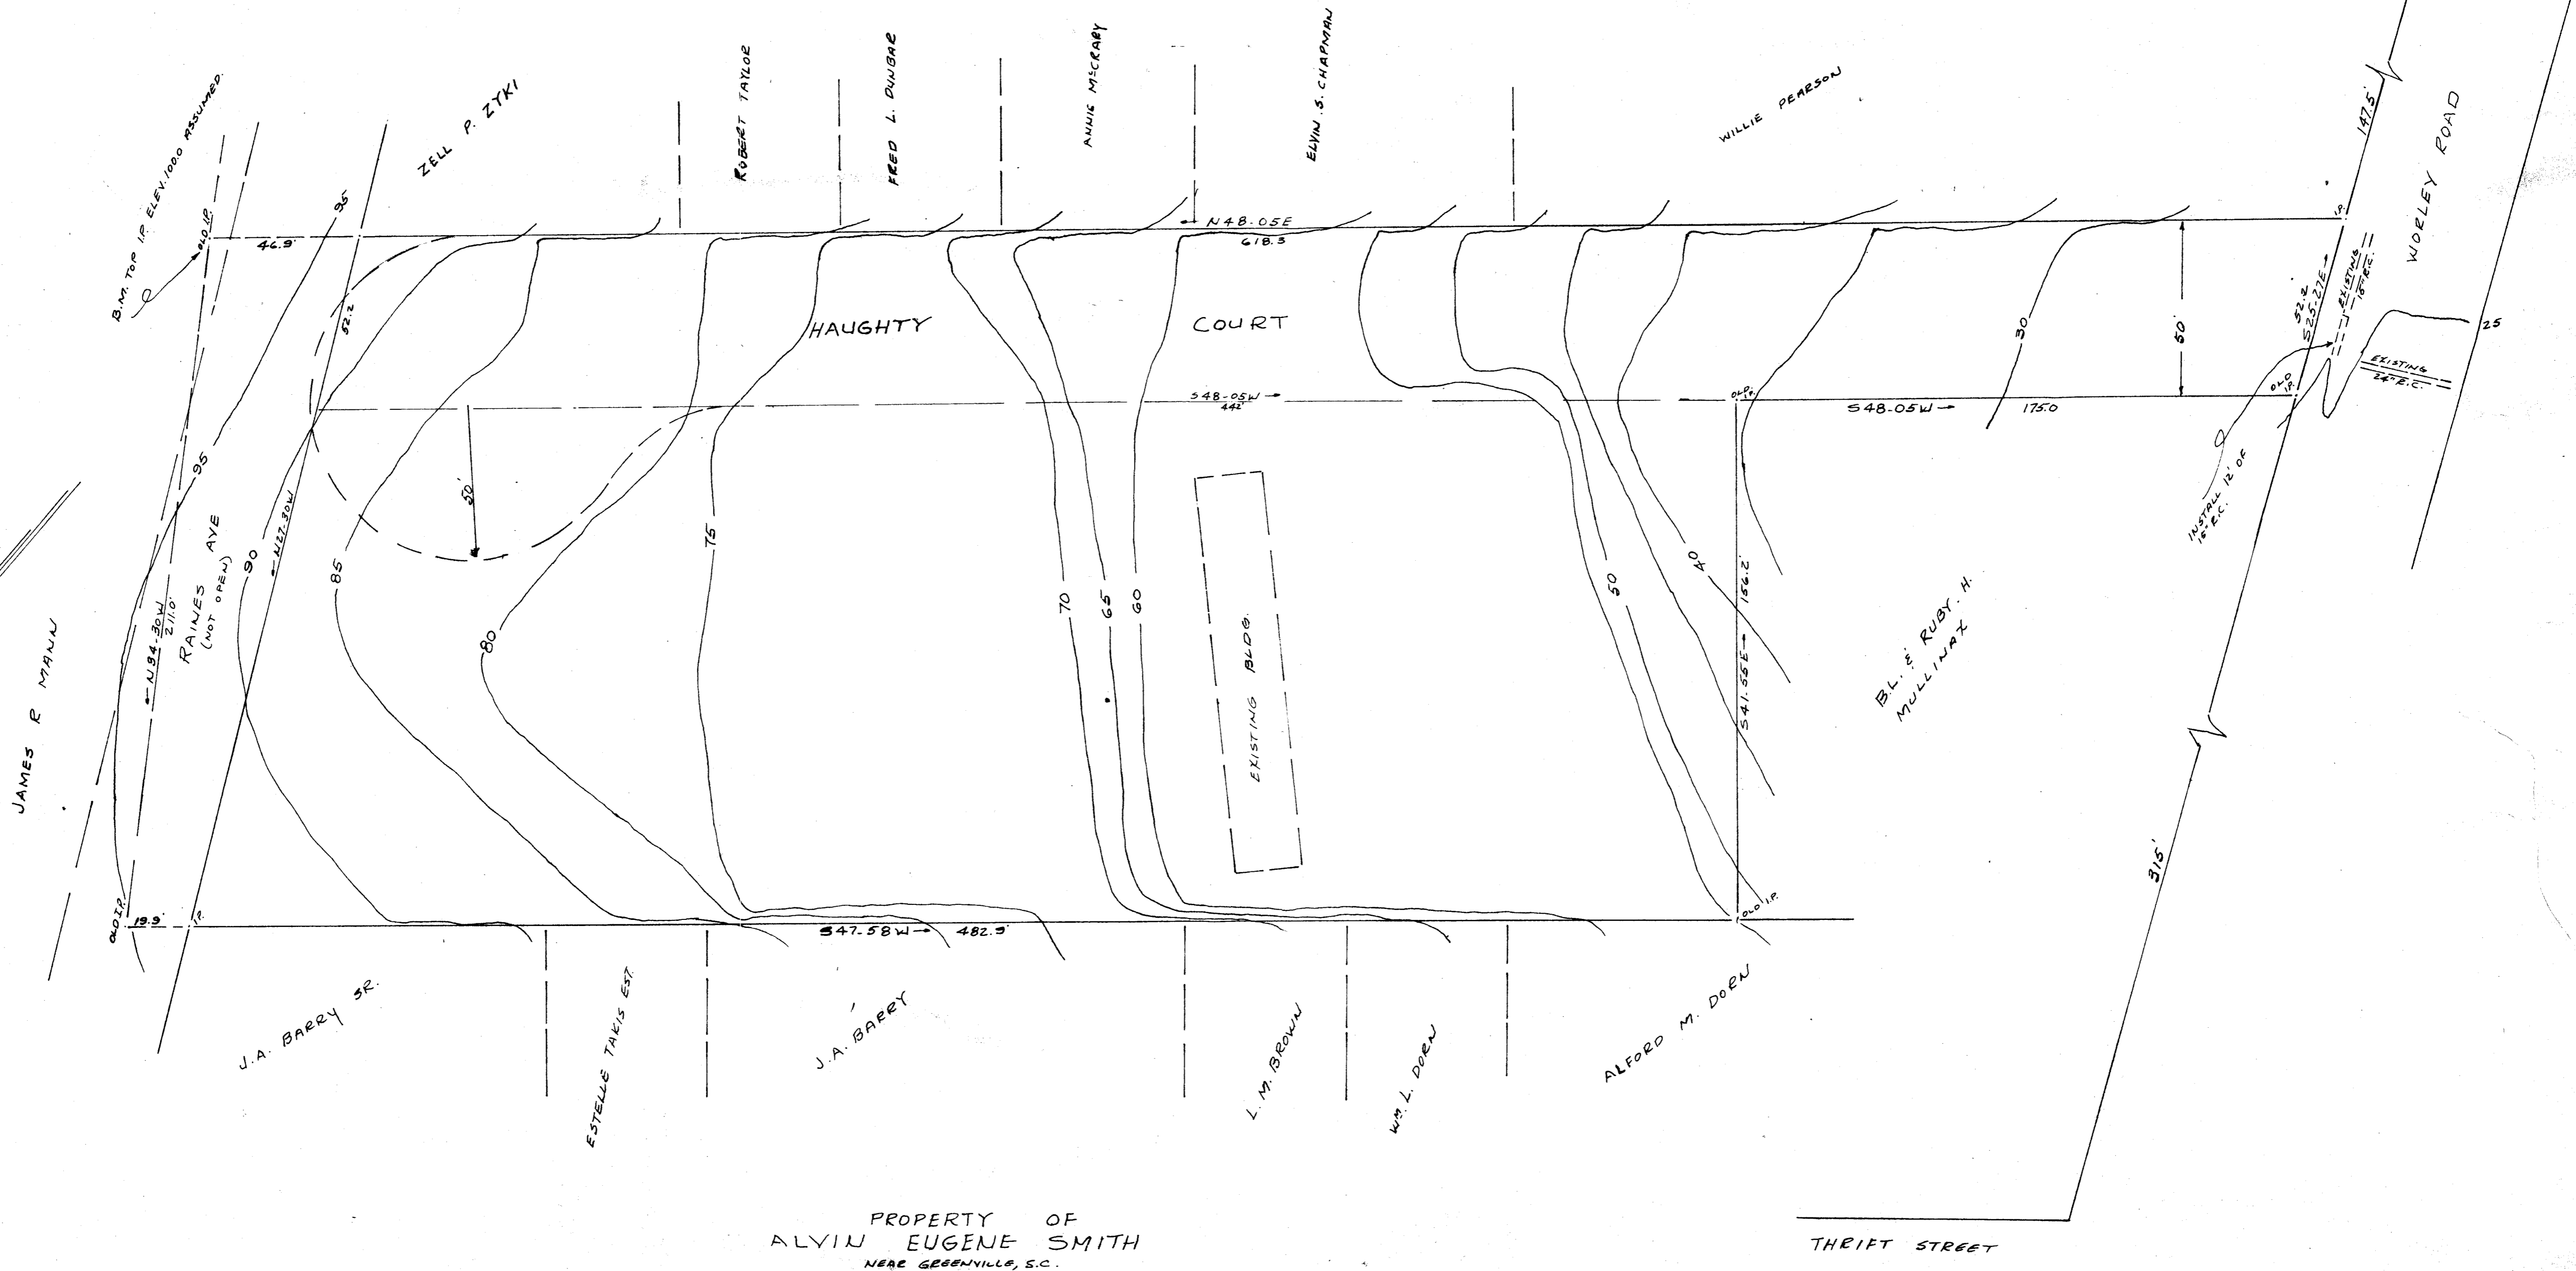 B.M. TOP I.P. ELEV. 100.0 ASSUMED.
OLD I.P.
46.9'
95
ZELL P. ZYKI
ROBERT TAYLOR
FRED L. DUNBAR
ANNIE McCRARY
ELVIN. S. CHAPMAN
WILLIE PEARSON
147.5'
WORLEY ROAD
N48-05E
618.3
I.P.
52.2
HAUGHTY COURT
30
50'
52.2'
S25-27E
EXISTING
15" R.C.
25
EXISTING
24" R.C.
S48-05W
442'
OLD
I.P.
S48-05W
175.0
OLD
I.P.
INSTALL 12' OF
15" R.C.
95
50'
N27-30W
90
85
80
75
70
65
60
50
40
RAINES AVE
(NOT OPEN)
N34-30W
211.0'
JAMES R MANN
EXISTING BLDG.
S41-55E
156.2'
B.L. & RUBY. H.
MULLINAX
315'
OLD I.P.
19.9'
I.P.
S47-58W
482.9'
OLD I.P.
J.A. BARRY SR.
ESTELLE TAKIS EST.
J.A. BARRY
L. M. BROWN
WM. L. DORN
ALFORD M. DORN
PROPERTY OF
ALVIN EUGENE SMITH
NEAR GREENVILLE, S.C.
THRIFT STREET